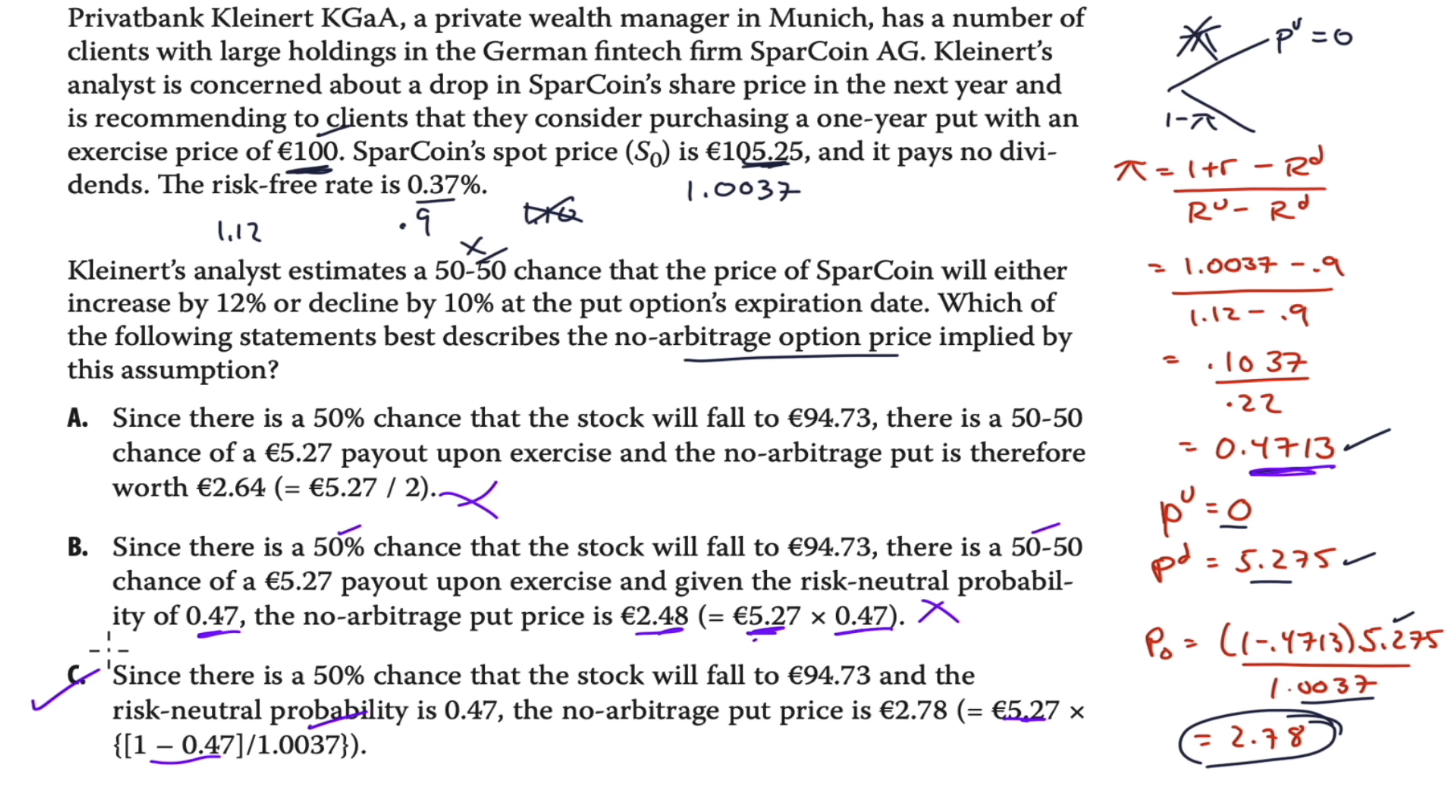 Privatbank Kleinert KGaA, a private wealth manager in Munich, has a number of
clients with large holdings in the German fintech firm SparCoin AG. Kleinert's
analyst is concerned about a drop in SparCoin's share price in the next year and
is recommending to clients that they consider purchasing a one-year put with an
exercise price of €100. SparCoin's spot price (S₀) is €105.25, and it pays no divi-
dends. The risk-free rate is 0.37%.
1.0037
1.12
.9
Kleinert's analyst estimates a 50-50 chance that the price of SparCoin will either
increase by 12% or decline by 10% at the put option's expiration date. Which of
the following statements best describes the no-arbitrage option price implied by
this assumption?
A. Since there is a 50% chance that the stock will fall to €94.73, there is a 50-50
chance of a €5.27 payout upon exercise and the no-arbitrage put is therefore
worth €2.64 (= €5.27 / 2).
B. Since there is a 50% chance that the stock will fall to €94.73, there is a 50-50
chance of a €5.27 payout upon exercise and given the risk-neutral probabil-
ity of 0.47, the no-arbitrage put price is €2.48 (= €5.27 × 0.47).
C. Since there is a 50% chance that the stock will fall to €94.73 and the
risk-neutral probability is 0.47, the no-arbitrage put price is €2.78 (= €5.27 ×
{[1 – 0.47]/1.0037}).
π
pᵘ = 0
1-π
π = 1+r - Rᵈ
Rᵘ - Rᵈ
= 1.0037 - .9
1.12 - .9
= .1037
.22
= 0.4713
pᵘ = 0
pᵈ = 5.275
P₀ = (1-.4713)5.275
1.0037
= 2.78